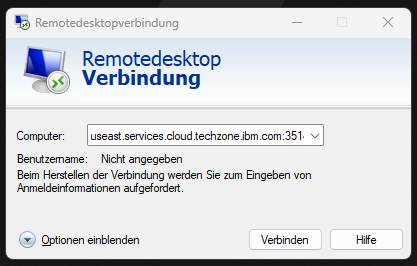 Remotedesktopverbindung
Remotedesktop
Verbindung
Computer:
useast.services.cloud.techzone.ibm.com:351
Benutzername:
Nicht angegeben
Beim Herstellen der Verbindung werden Sie zum Eingeben von
Anmeldeinformationen aufgefordert.
Optionen einblenden
Verbinden
Hilfe